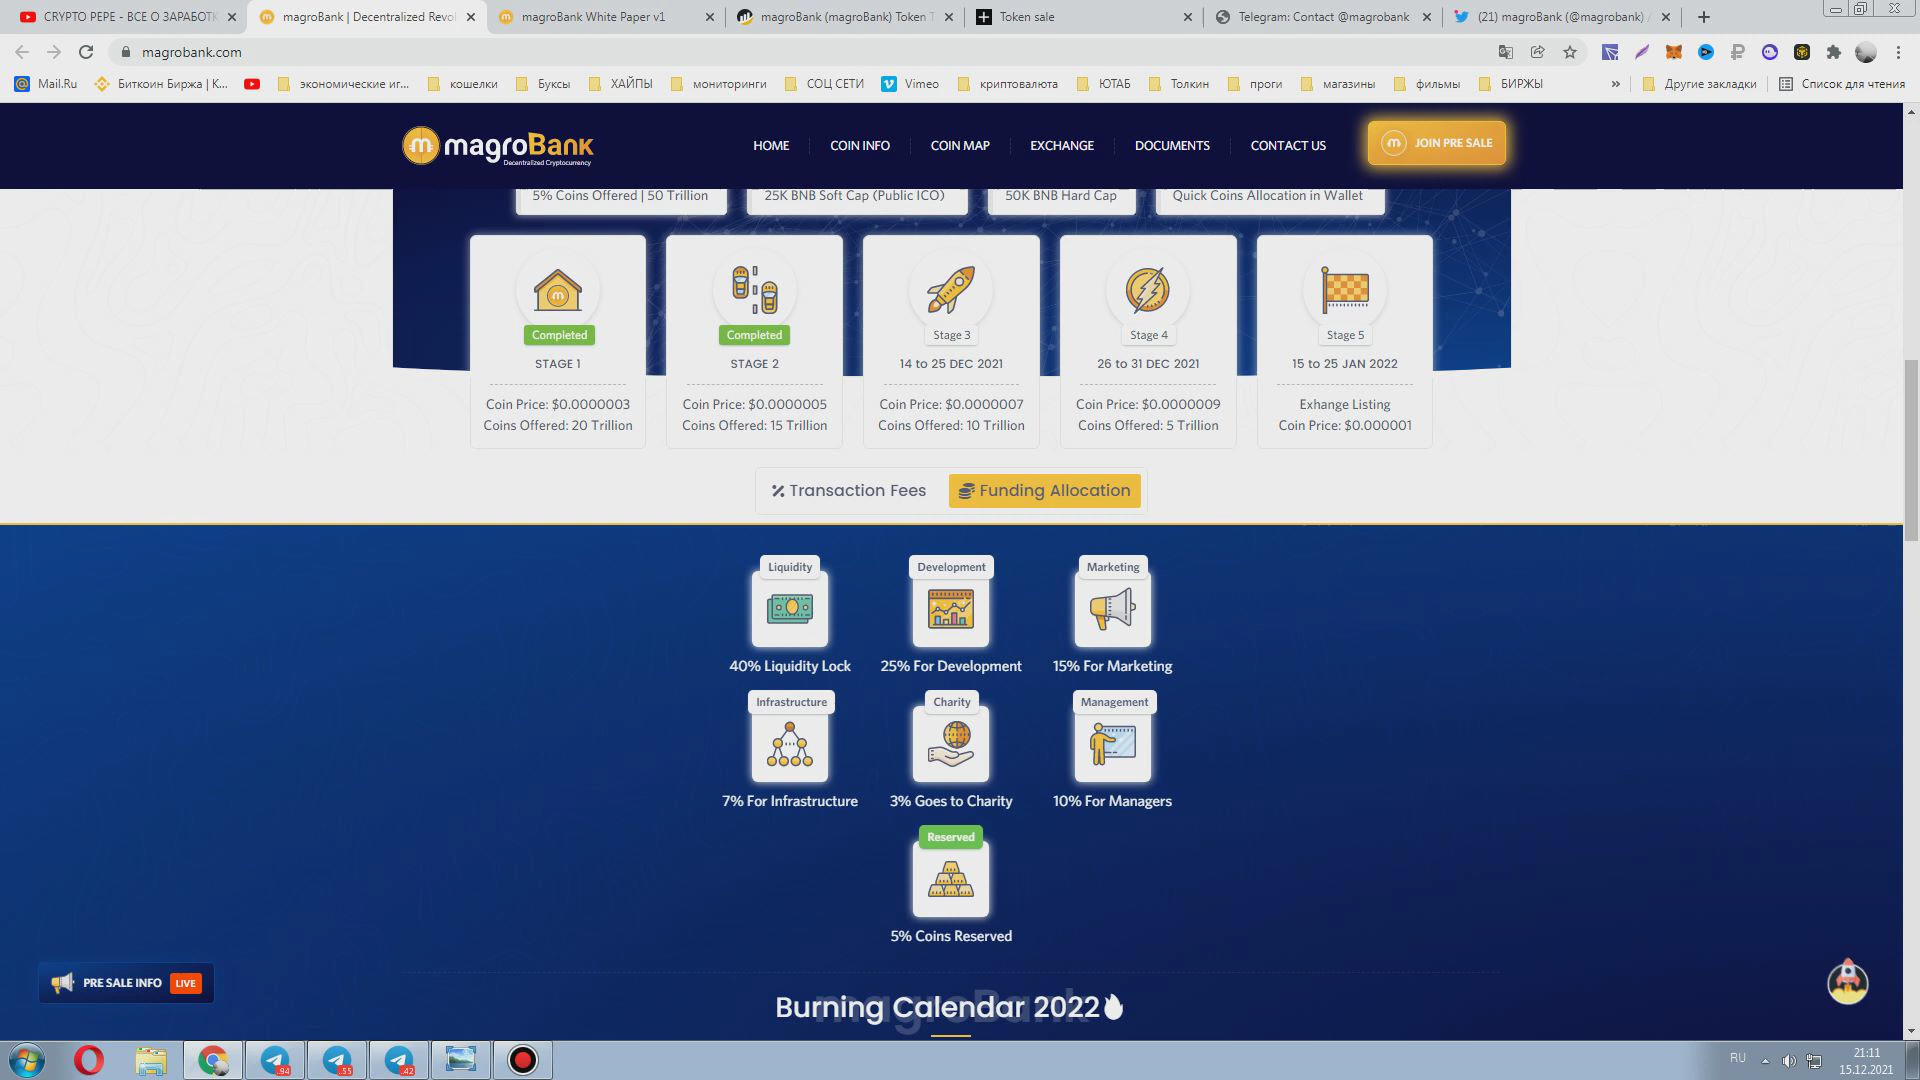 CRYPTO PEPE - ВСЕ О ЗАРАБОТК
magroBank | Decentralized Revol
magroBank White Paper v1
magroBank (magroBank) Token T
Token sale
Telegram: Contact @magrobank
(21) magroBank (@magrobank) /
magrobank.com
Mail.Ru
Биткоин Биржа | К...
экономические иг...
кошелки
Буксы
ХАЙПЫ
мониторинги
СОЦ СЕТИ
Vimeo
криптовалюта
ЮТАБ
Толкин
проги
магазины
фильмы
БИРЖЫ
»
Другие закладки
Список для чтения
magroBank
Decentralized Cryptocurrency
HOME
COIN INFO
COIN MAP
EXCHANGE
DOCUMENTS
CONTACT US
JOIN PRE SALE
5% Coins Offered | 50 Trillion
25K BNB Soft Cap (Public ICO)
50K BNB Hard Cap
Quick Coins Allocation in Wallet
Completed
STAGE 1
Coin Price: $0.0000003
Coins Offered: 20 Trillion
Completed
STAGE 2
Coin Price: $0.0000005
Coins Offered: 15 Trillion
Stage 3
14 to 25 DEC 2021
Coin Price: $0.0000007
Coins Offered: 10 Trillion
Stage 4
26 to 31 DEC 2021
Coin Price: $0.0000009
Coins Offered: 5 Trillion
Stage 5
15 to 25 JAN 2022
Exhange Listing
Coin Price: $0.000001
Transaction Fees
Funding Allocation
Liquidity
40% Liquidity Lock
Development
25% For Development
Marketing
15% For Marketing
Infrastructure
7% For Infrastructure
Charity
3% Goes to Charity
Management
10% For Managers
Reserved
5% Coins Reserved
PRE SALE INFO LIVE
magroBank
Burning Calendar 2022
94
55
42
RU
21:11
15.12.2021